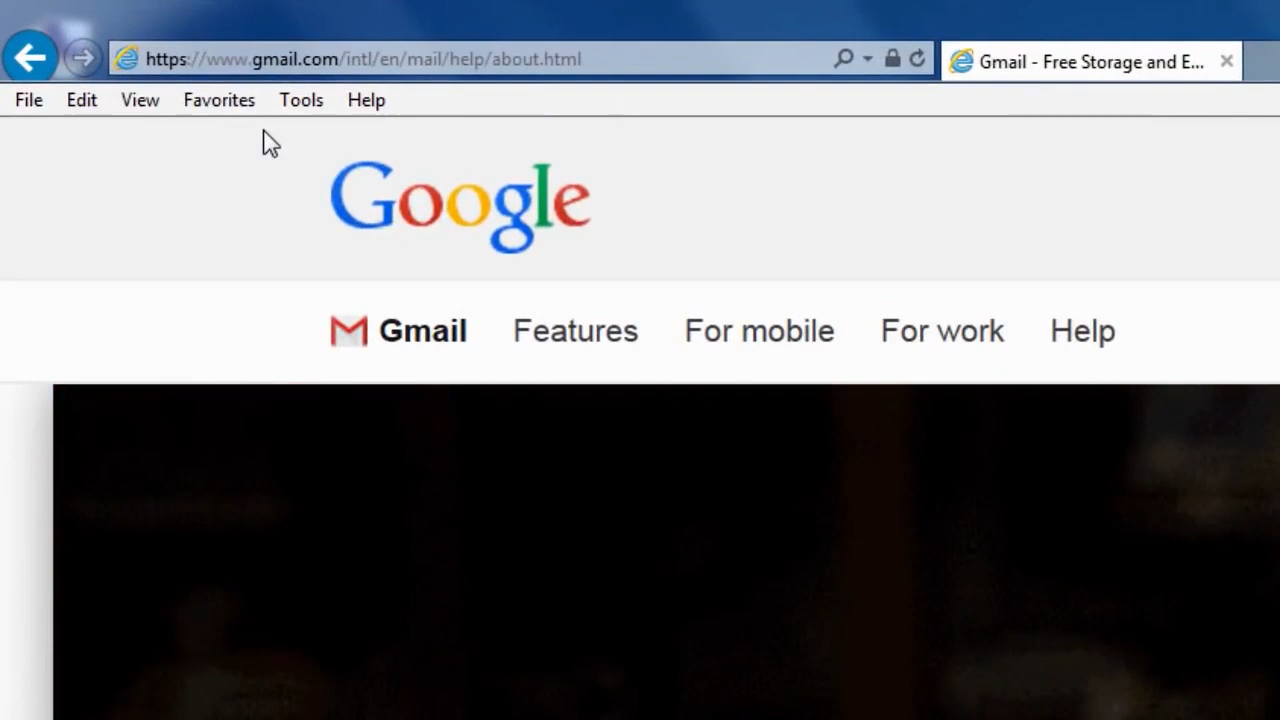 https://www.gmail.com/intl/en/mail/help/about.html
Gmail - Free Storage and E...
File Edit View Favorites Tools Help
Google
Gmail Features For mobile For work Help